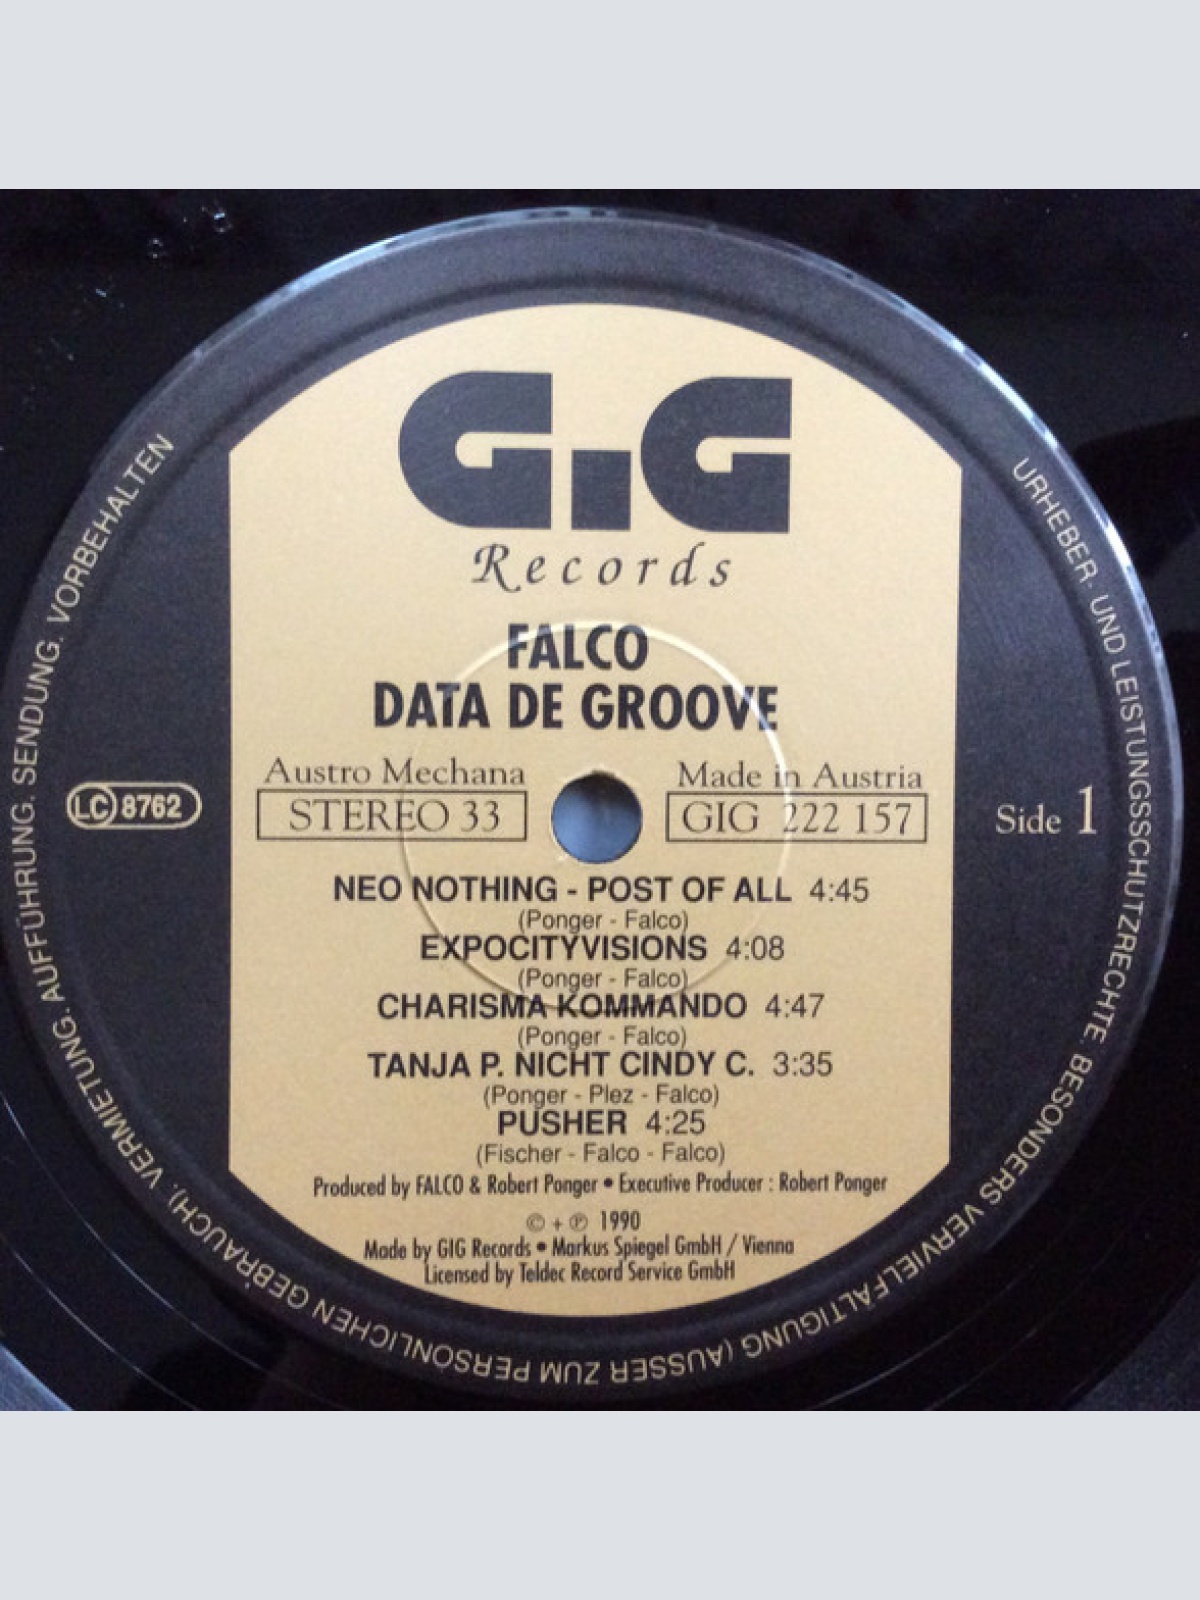 GiG
Records
FALCO
DATA DE GROOVE
Austro Mechana
STEREO 33
Made in Austria
GIG 222 157
LC 8762
Side 1
NEO NOTHING - POST OF ALL 4:45
(Ponger - Falco)
EXPOCITYVISIONS 4:08
(Ponger - Falco)
CHARISMA KOMMANDO 4:47
(Ponger - Falco)
TANJA P. NICHT CINDY C. 3:35
(Ponger - Plez - Falco)
PUSHER 4:25
(Fischer - Falco - Falco)
Produced by FALCO & Robert Ponger • Executive Producer : Robert Ponger
© + ℗ 1990
Made by GIG Records • Markus Spiegel GmbH / Vienna
Licensed by Teldec Record Service GmbH
URHEBER- UND LEISTUNGSSCHUTZRECHTE. BESONDERS VERVIELFÄLTIGUNG (AUSSER ZUM PERSÖNLICHEN GEBRAUCH). VERMIETUNG. AUFFÜHRUNG. SENDUNG. VORBEHALTEN